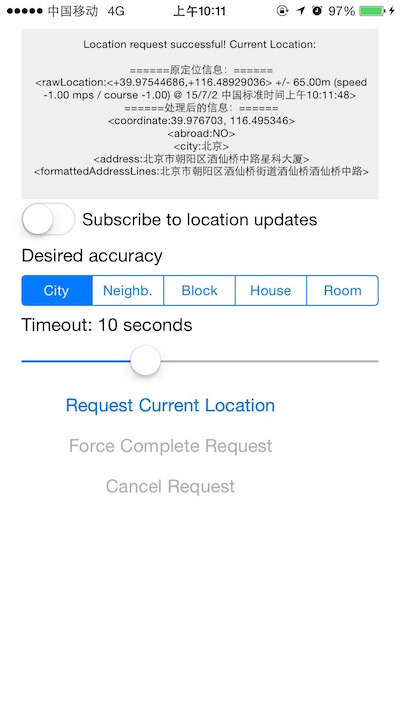 中国移动 4G 上午10:11 97%
Location request successful! Current Location:
======原定位信息：======
<rawLocation:<+39.97544686,+116.48929036> +/- 65.00m (speed
-1.00 mps / course -1.00) @ 15/7/2 中国标准时间上午10:11:48>
======处理后的信息：======
<coordinate:39.976703, 116.495346>
<abroad:NO>
<city:北京>
<address:北京市朝阳区酒仙桥中路星科大厦>
<formattedAddressLines:北京市朝阳区酒仙桥街道酒仙桥酒仙桥中路>
Subscribe to location updates
Desired accuracy
City Neighb. Block House Room
Timeout: 10 seconds
Request Current Location
Force Complete Request
Cancel Request